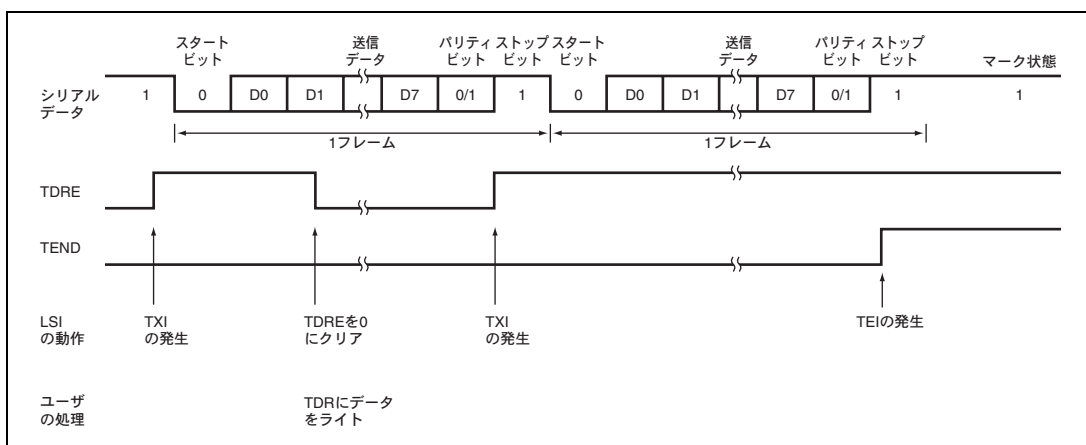 スタート ビット 送信 データ パリティ ビット ストップ ビット スタート ビット 送信 データ パリティ ビット ストップ ビット マーク状態
シリアル データ 1 0 D0 D1 D7 0/1 1 0 D0 D1 D7 0/1 1 1
1フレーム 1フレーム
TDRE
TEND
LSI の動作 TXI の発生 TDREを0 にクリア TXI の発生 TEIの発生
ユーザ の処理 TDRにデータ をライト